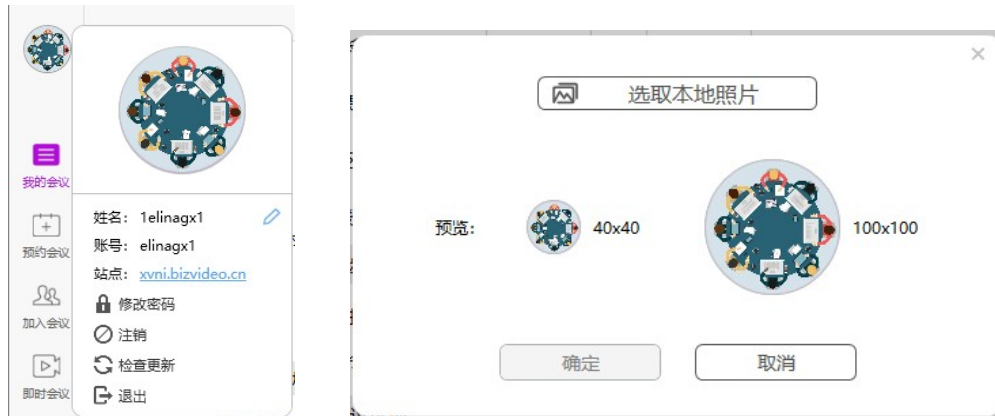 我的会议
预约会议
加入会议
即时会议
姓名： 1elinagx1
账号： elinagx1
站点： xvni.bizvideo.cn
修改密码
注销
检查更新
退出
选取本地照片
预览：
40x40
100x100
确定
取消